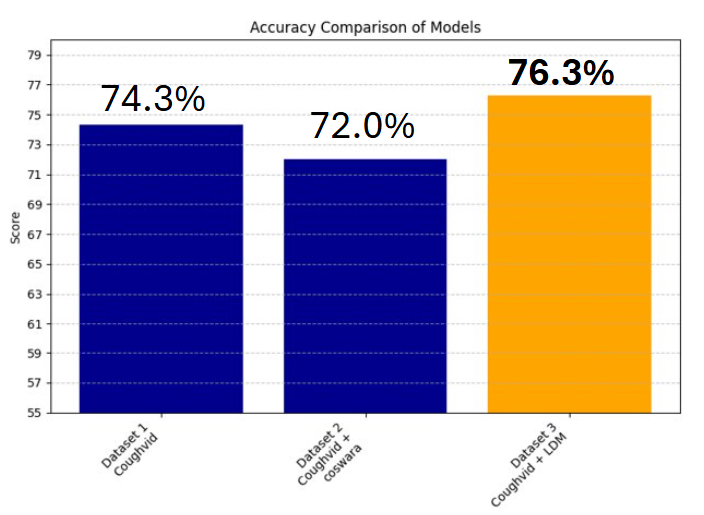 Accuracy Comparison of Models
79
77
75
73
71
69
67
65
63
61
59
57
55
Score
74.3%
72.0%
76.3%
Dataset 1
Coughvid
Dataset 2
Coughvid +
coswara
Dataset 3
Coughvid + LDM